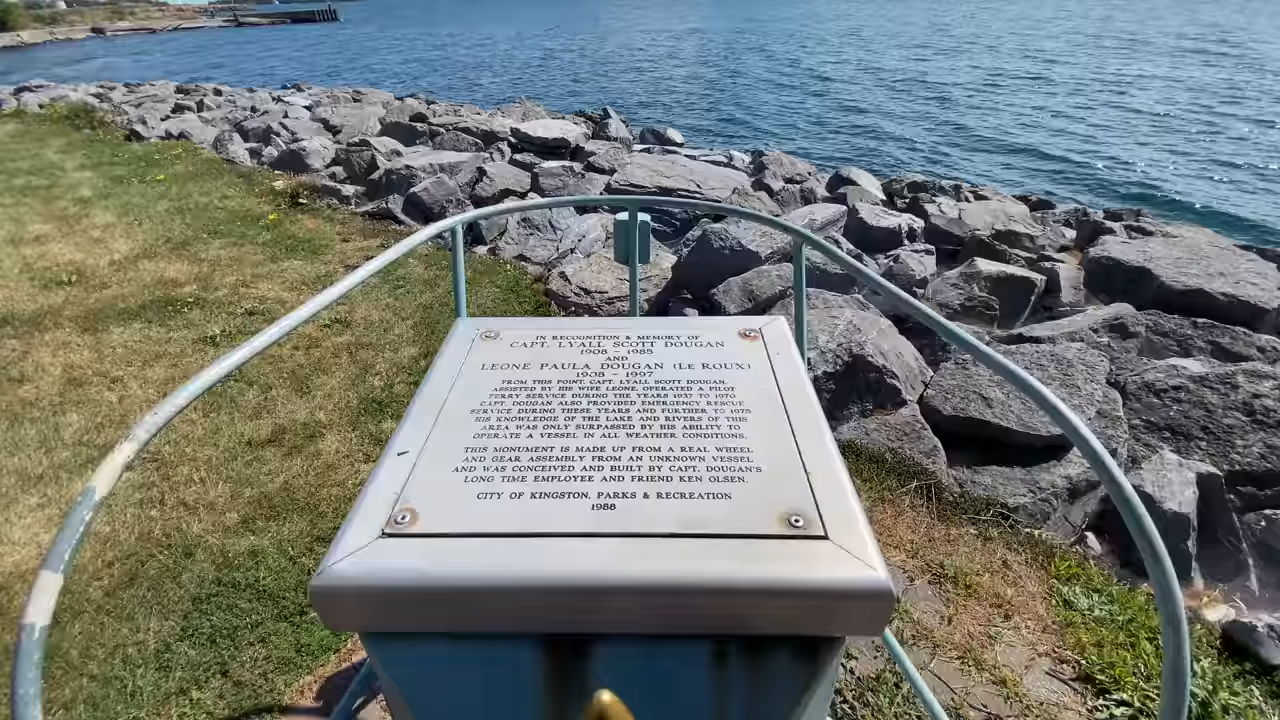 IN RECOGNITION & MEMORY OF
CAPT. LYALL SCOTT DOUGAN
1908 - 1985
AND
LEONE PAULA DOUGAN (LE ROUX)
1908 - 1997
FROM THIS POINT, CAPT. LYALL SCOTT DOUGAN,
ASSISTED BY HIS WIFE LEONE, OPERATED A PILOT
FERRY SERVICE DURING THE YEARS 1937 TO 1970
CAPT. DOUGAN ALSO PROVIDED EMERGENCY RESCUE
SERVICE DURING THESE YEARS AND FURTHER TO 1975
HIS KNOWLEDGE OF THE LAKE AND RIVERS OF THIS
AREA WAS ONLY SURPASSED BY HIS ABILITY TO
OPERATE A VESSEL IN ALL WEATHER CONDITIONS.
THIS MONUMENT IS MADE UP FROM A REAL WHEEL
AND GEAR ASSEMBLY FROM AN UNKNOWN VESSEL
AND WAS CONCEIVED AND BUILT BY CAPT. DOUGAN'S
LONG TIME EMPLOYEE AND FRIEND KEN OLSEN.
CITY OF KINGSTON, PARKS & RECREATION
1988